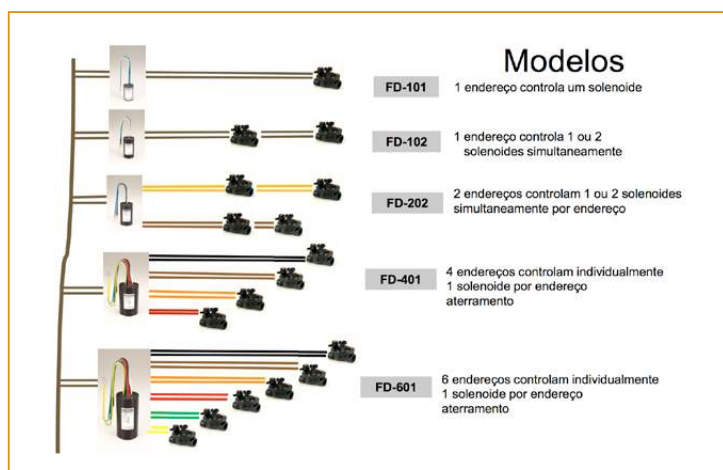 Modelos
FD-101
1 endereço controla um solenoide
FD-102
1 endereço controla 1 ou 2
solenoides simultaneamente
FD-202
2 endereços controlam 1 ou 2 solenoides
simultaneamente por endereço
FD-401
4 endereços controlam individualmente
1 solenoide por endereço
aterramento
FD-601
6 endereços controlam individualmente
1 solenoide por endereço
aterramento